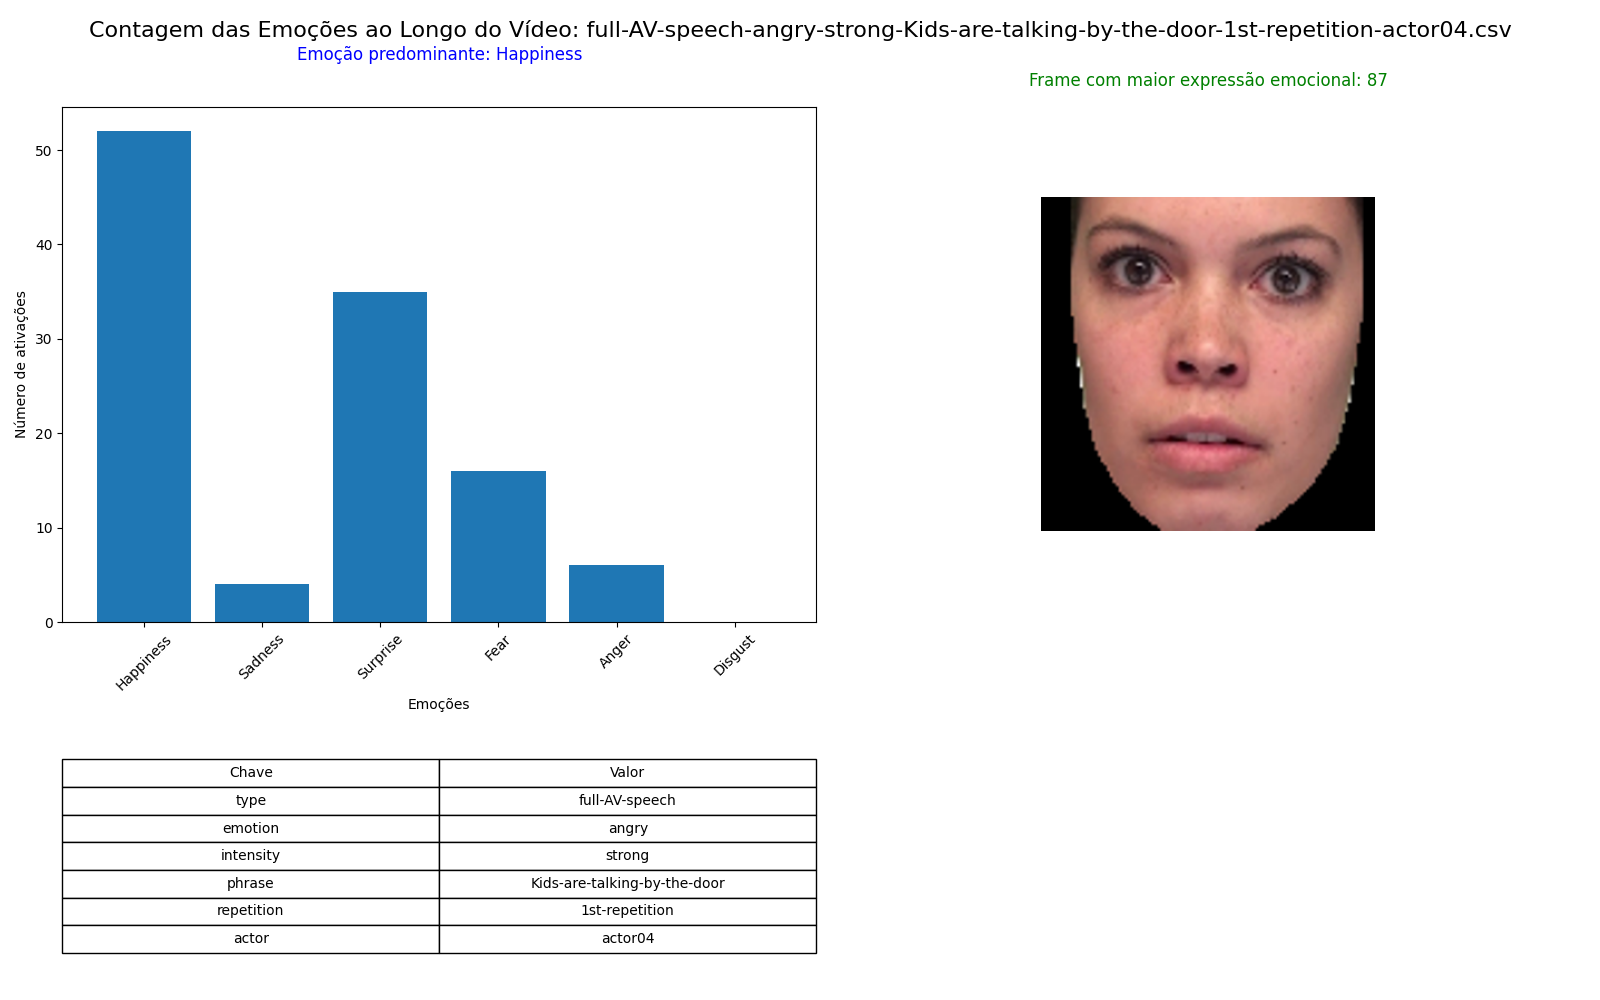 Contagem das Emoções ao Longo do Vídeo: full-AV-speech-angry-strong-Kids-are-talking-by-the-door-1st-repetition-actor04.csv
Emoção predominante: Happiness
Frame com maior expressão emocional: 87
Número de ativações
50
40
30
20
10
0
Happiness
Sadness
Surprise
Fear
Anger
Disgust
Emoções
Chave Valor
type full-AV-speech
emotion angry
intensity strong
phrase Kids-are-talking-by-the-door
repetition 1st-repetition
actor actor04